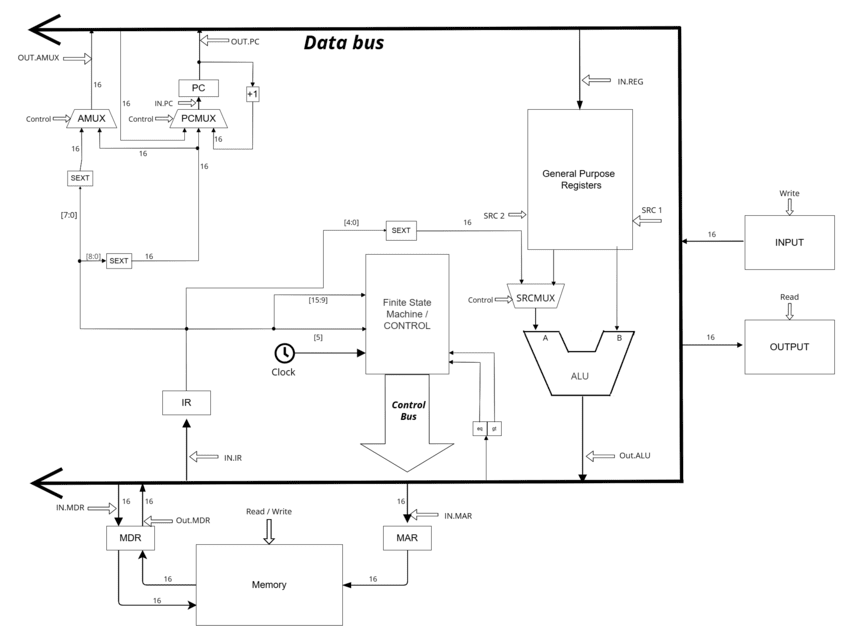 Data bus
OUT.PC
OUT.AMUX
16
PC
+1
IN.PC
16
IN.REG
Control
AMUX
Control
PCMUX
16
16
16
16
SEXT
General Purpose
Registers
[7:0]
SRC 2
SRC 1
Write
[4:0]
SEXT
16
16
INPUT
[8:0]
SEXT
16
Finite State
Machine /
CONTROL
Control
SRCMUX
Read
[15:9]
[5]
A
B
16
OUTPUT
Clock
ALU
IR
Control
Bus
eq
gt
IN.IR
Out.ALU
16
16
16
IN.MDR
Out.MDR
Read / Write
IN.MAR
MDR
MAR
16
Memory
16
16